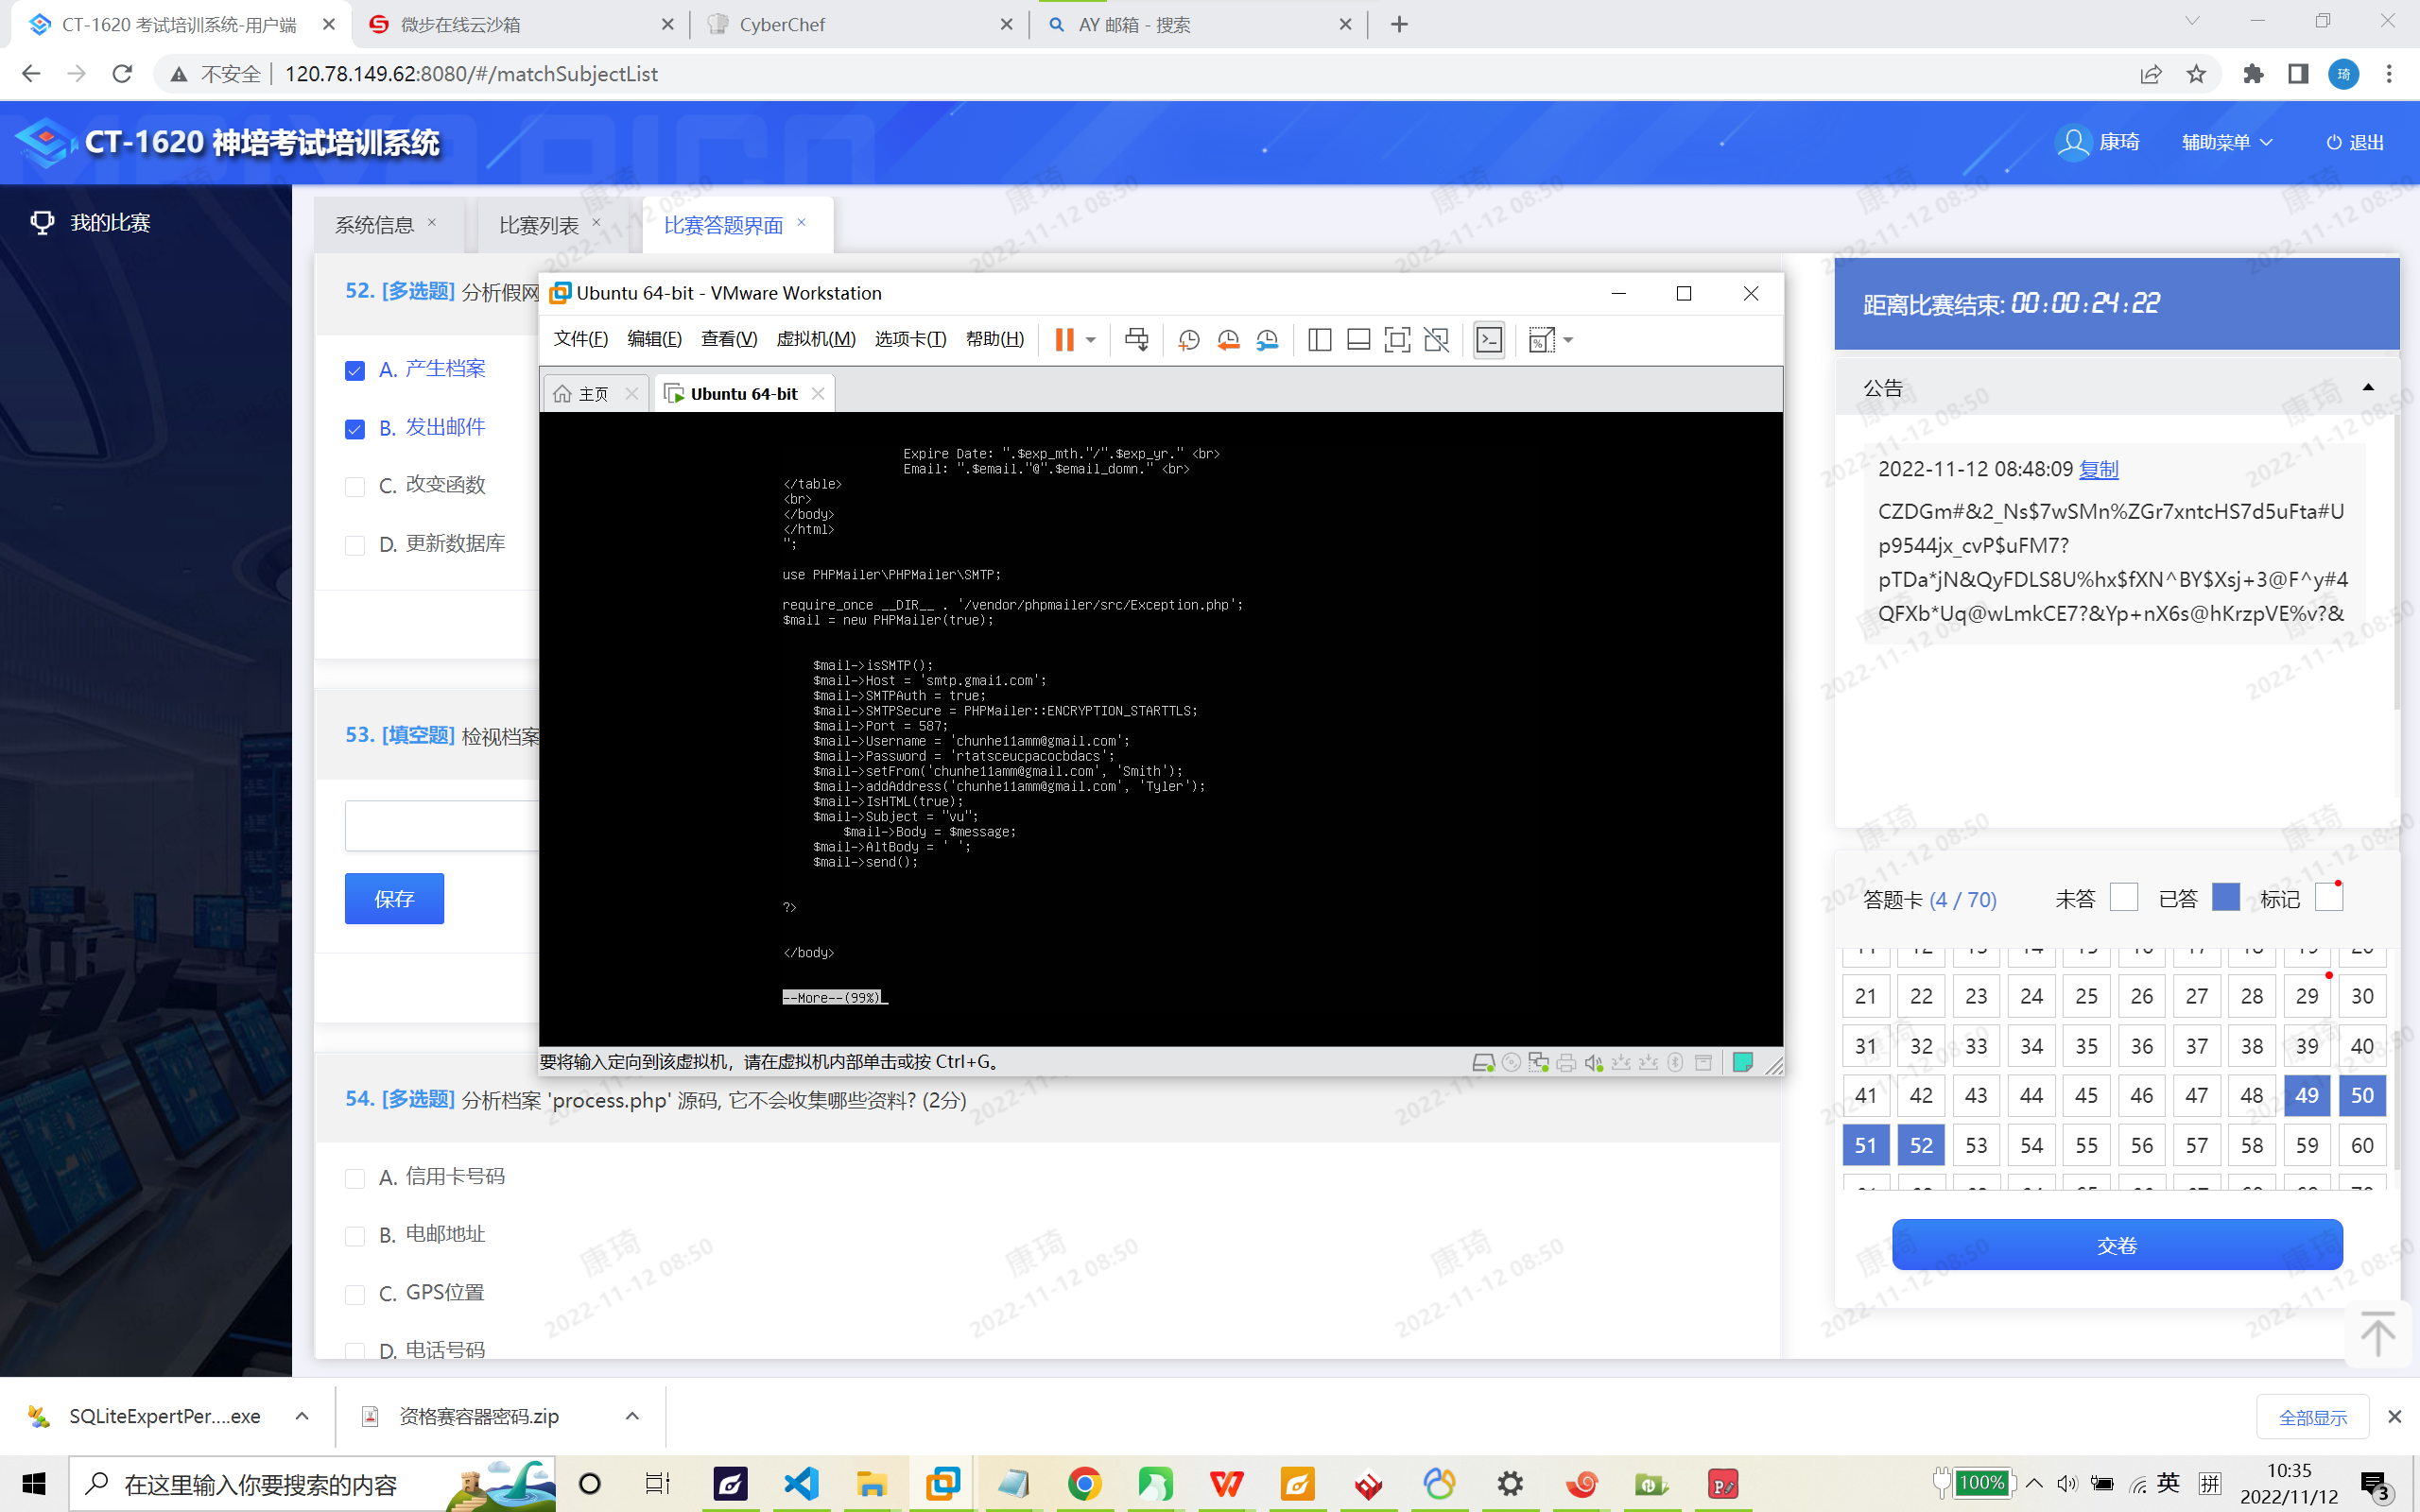 CT-1620 考试培训系统-用户端
微步在线云沙箱
CyberChef
AY 邮箱 - 搜索
不安全
120.78.149.62:8080/#/matchSubjectList
琦
CT-1620 神培考试培训系统
康琦
辅助菜单
退出
我的比赛
系统信息
比赛列表
比赛答题界面
52. [多选题] 分析假网
A. 产生档案
B. 发出邮件
C. 改变函数
D. 更新数据库
53. [填空题] 检视档案
保存
54. [多选题] 分析档案 'process.php' 源码, 它不会收集哪些资料? (2分)
A. 信用卡号码
B. 电邮地址
C. GPS位置
D. 电话号码
Ubuntu 64-bit - VMware Workstation
文件(F) 编辑(E) 查看(V) 虚拟机(M) 选项卡(T) 帮助(H)
主页
Ubuntu 64-bit
Expire Date: ".$exp_mth."/".$exp_yr." <br>
Email: ".$email."@".$email_domn." <br>
</table>
<br>
</body>
</html>
";
use PHPMailer\PHPMailer\SMTP;
require_once __DIR__ . '/vendor/phpmailer/src/Exception.php';
$mail = new PHPMailer(true);
$mail->isSMTP();
$mail->Host = 'smtp.gmai1.com';
$mail->SMTPAuth = true;
$mail->SMTPSecure = PHPMailer::ENCRYPTION_STARTTLS;
$mail->Port = 587;
$mail->Username = 'chunhe11amm@gmail.com';
$mail->Password = 'rtatsceucpacocbdacs';
$mail->setFrom('chunhe11amm@gmail.com', 'Smith');
$mail->addAddress('chunhe11amm@gmail.com', 'Tyler');
$mail->IsHTML(true);
$mail->Subject = "vu";
$mail->Body = $message;
$mail->AltBody = ' ';
$mail->send();
?>
</body>
--More--(99%)
要将输入定向到该虚拟机，请在虚拟机内部单击或按 Ctrl+G。
距离比赛结束: 00:00:24:22
公告
2022-11-12 08:48:09 复制
CZDGm#&2_Ns$7wSMn%ZGr7xntcHS7d5uFta#U
p9544jx_cvP$uFM7?
pTDa*jN&QyFDLS8U%hx$fXN^BY$Xsj+3@F^y#4
QFXb*Uq@wLmkCE7?&Yp+nX6s@hKrzpVE%v?&
答题卡 (4 / 70)
未答
已答
标记
21 22 23 24 25 26 27 28 29 30
31 32 33 34 35 36 37 38 39 40
41 42 43 44 45 46 47 48 49 50
51 52 53 54 55 56 57 58 59 60
交卷
康琦
2022-11-12 08:50
SQLiteExpertPer....exe
资格赛容器密码.zip
全部显示
在这里输入你要搜索的内容
100%
英
拼
10:35
2022/11/12
3